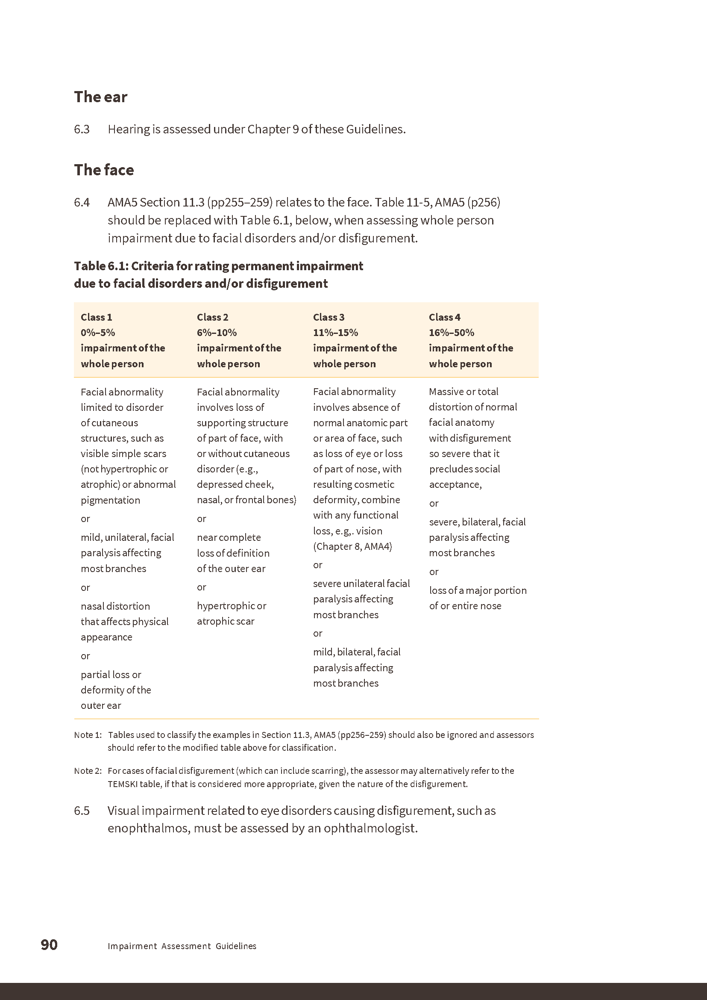 The ear
6.3 Hearing is assessed under Chapter 9 of these Guidelines.
The face
6.4 AMA5 Section 11.3 (pp255–259) relates to the face. Table 11-5, AMA5 (p256)
should be replaced with Table 6.1, below, when assessing whole person
impairment due to facial disorders and/or disfigurement.
Table 6.1: Criteria for rating permanent impairment
due to facial disorders and/or disfigurement
Class 1
0%–5%
impairment of the
whole person
Class 2
6%–10%
impairment of the
whole person
Class 3
11%–15%
impairment of the
whole person
Class 4
16%–50%
impairment of the
whole person
Facial abnormality
limited to disorder
of cutaneous
structures, such as
visible simple scars
(not hypertrophic or
atrophic) or abnormal
pigmentation
or
mild, unilateral, facial
paralysis affecting
most branches
or
nasal distortion
that affects physical
appearance
or
partial loss or
deformity of the
outer ear
Facial abnormality
involves loss of
supporting structure
of part of face, with
or without cutaneous
disorder (e.g.,
depressed cheek,
nasal, or frontal bones)
or
near complete
loss of definition
of the outer ear
or
hypertrophic or
atrophic scar
Facial abnormality
involves absence of
normal anatomic part
or area of face, such
as loss of eye or loss
of part of nose, with
resulting cosmetic
deformity, combine
with any functional
loss, e.g,. vision
(Chapter 8, AMA4)
or
severe unilateral facial
paralysis affecting
most branches
or
mild, bilateral, facial
paralysis affecting
most branches
Massive or total
distortion of normal
facial anatomy
with disfigurement
so severe that it
precludes social
acceptance,
or
severe, bilateral, facial
paralysis affecting
most branches
or
loss of a major portion
of or entire nose
Note 1: Tables used to classify the examples in Section 11.3, AMA5 (pp256–259) should also be ignored and assessors
should refer to the modified table above for classification.
Note 2: For cases of facial disfigurement (which can include scarring), the assessor may alternatively refer to the
TEMSKI table, if that is considered more appropriate, given the nature of the disfigurement.
6.5 Visual impairment related to eye disorders causing disfigurement, such as
enophthalmos, must be assessed by an ophthalmologist.
90 Impairment Assessment Guidelines